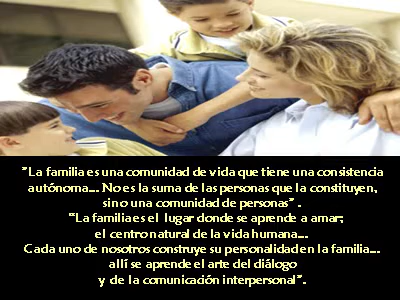 "La familia es una comunidad de vida que tiene una consistencia
autónoma... No es la suma de las personas que la constituyen,
sino una comunidad de personas" .
"La familia es el lugar donde se aprende a amar;
el centro natural de la vida humana...
Cada uno de nosotros construye su personalidad en la familia...
allí se aprende el arte del diálogo
y de la comunicación interpersonal".